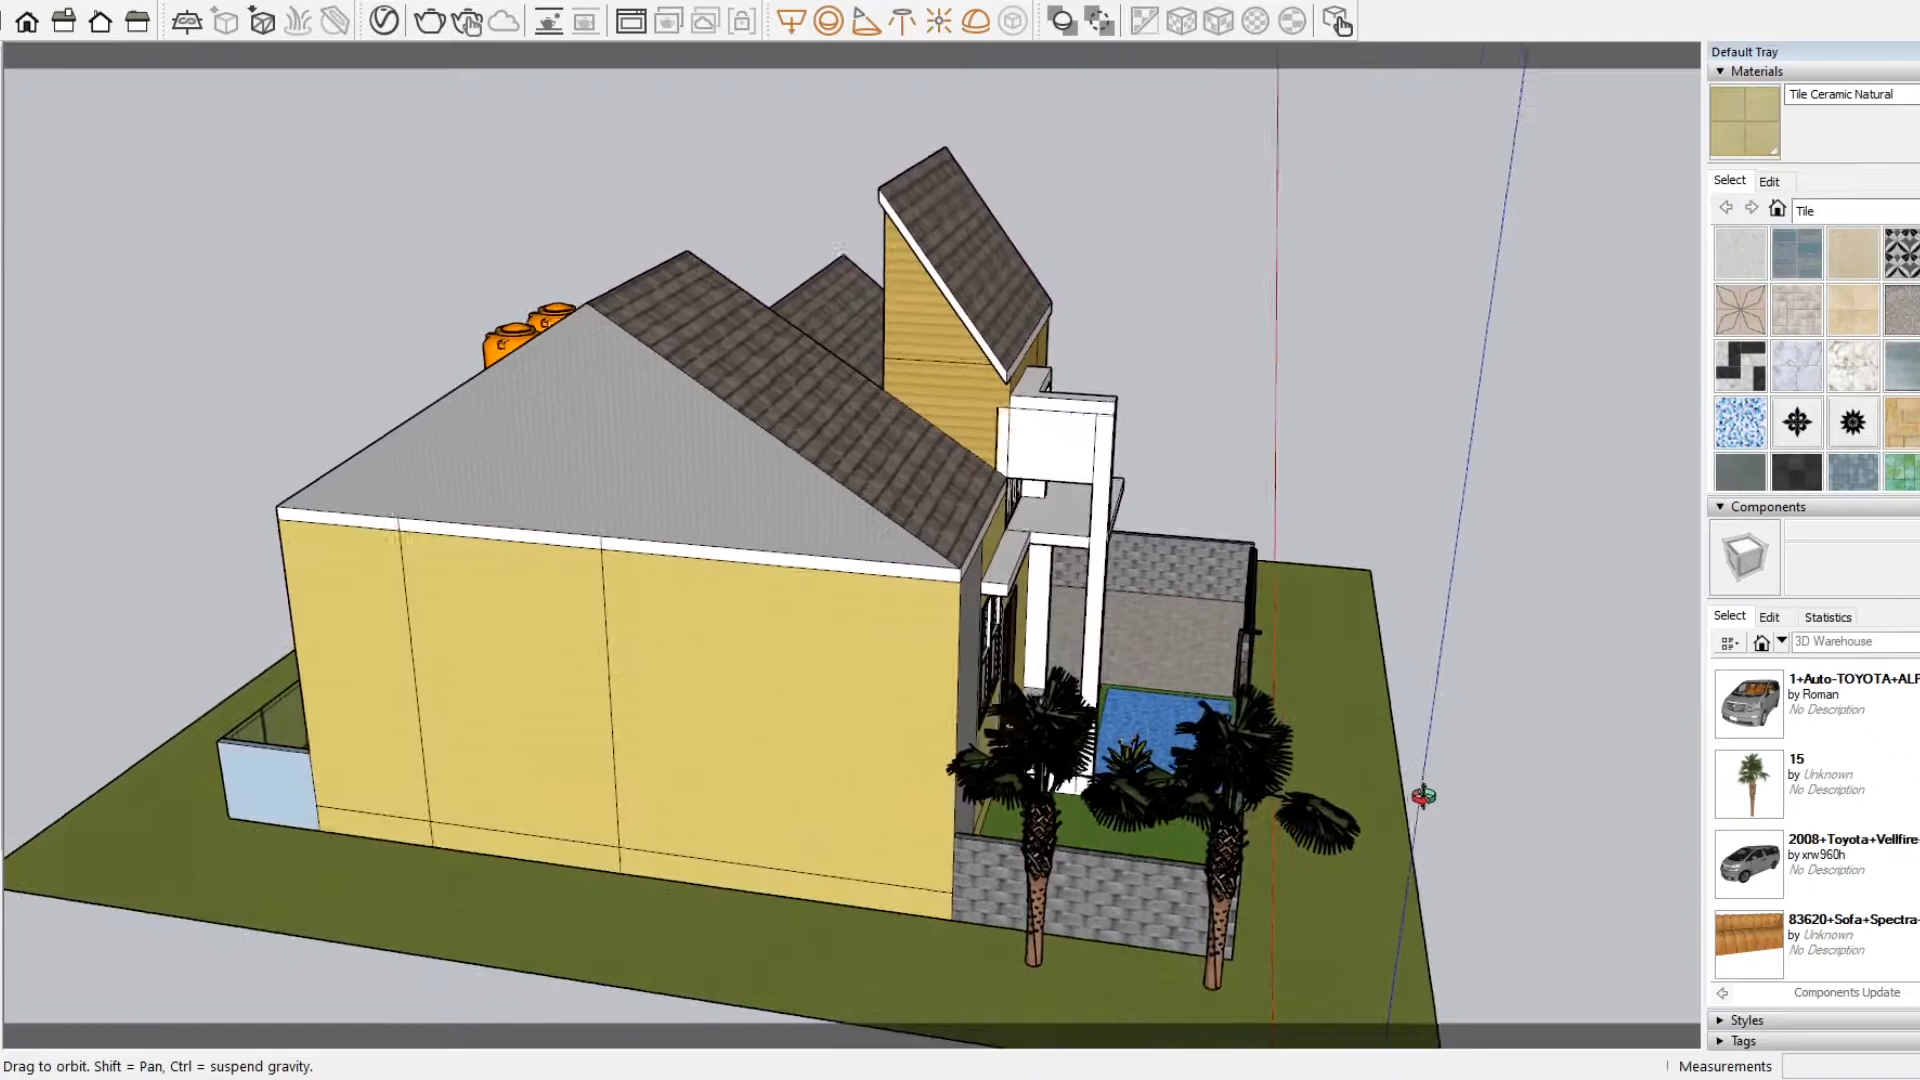 Default Tray
Materials
Tile Ceramic Natural
Select Edit
Tile
Components
Select Edit Statistics
3D Warehouse
1+Auto-TOYOTA+ALF
by Roman
No Description
15
by Unknown
No Description
2008+Toyota+Vellfire
by xrw960h
No Description
83620+Sofa+Spectra
by Unknown
No Description
Components Update
Styles
Tags
Drag to orbit. Shift = Pan, Ctrl = suspend gravity.
Measurements